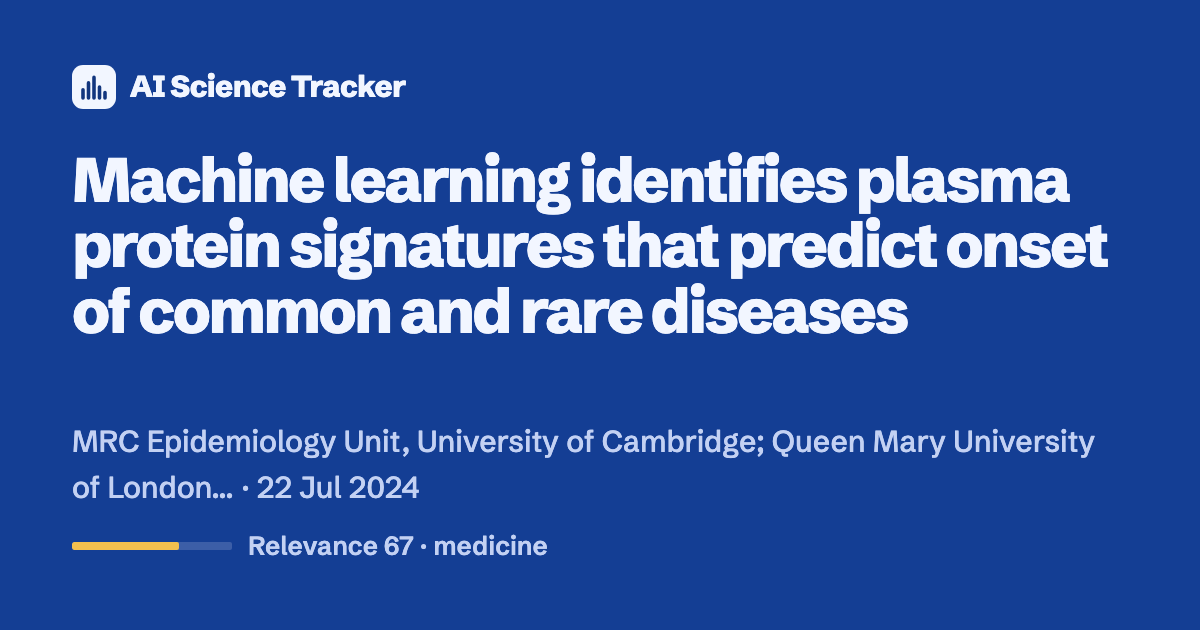 AI Science Tracker
Machine learning identifies plasma
protein signatures that predict onset
of common and rare diseases
MRC Epidemiology Unit, University of Cambridge; Queen Mary University
of London... · 22 Jul 2024
Relevance 67 · medicine